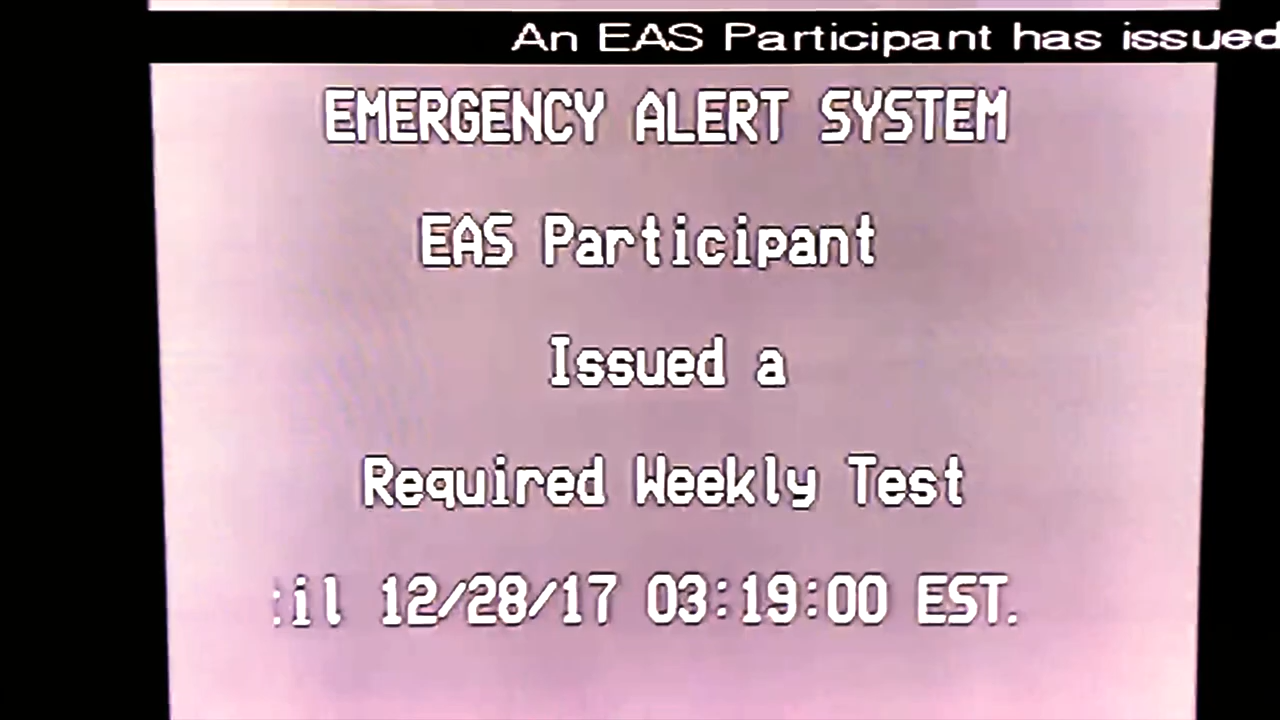 An EAS Participant has issued
EMERGENCY ALERT SYSTEM
EAS Participant
Issued a
Required Weekly Test
:il 12/28/17 03:19:00 EST.